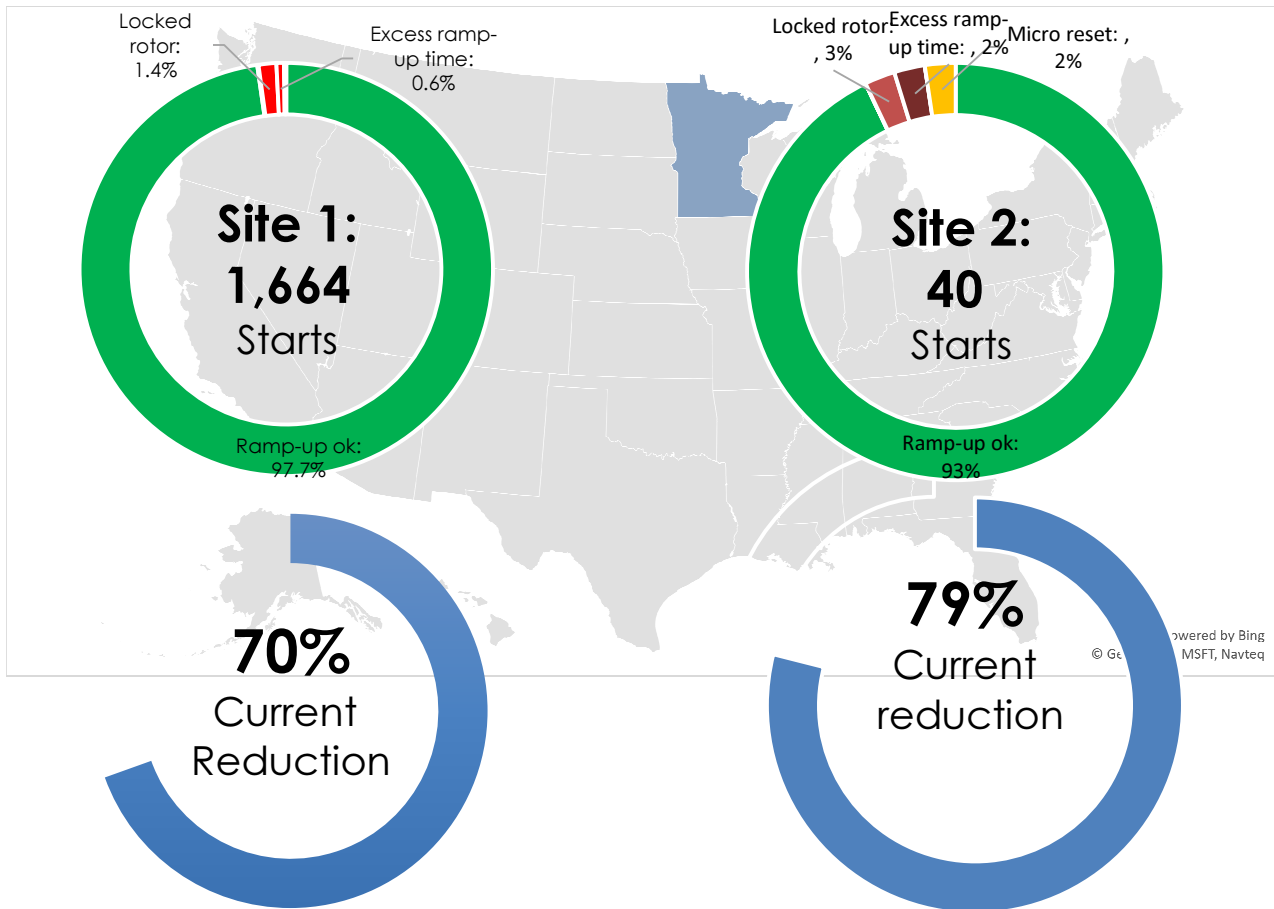 Locked
rotor:
1.4%
Excess ramp-
up time:
0.6%
Site 1:
1,664
Starts
Ramp-up ok:
97.7%
Locked rotor:
, 3%
Excess ramp-
up time: , 2%
Micro reset: ,
2%
Site 2:
40
Starts
Ramp-up ok:
93%
70%
Current
Reduction
79%
Current
reduction
by Bing
© MSFT, Navteq